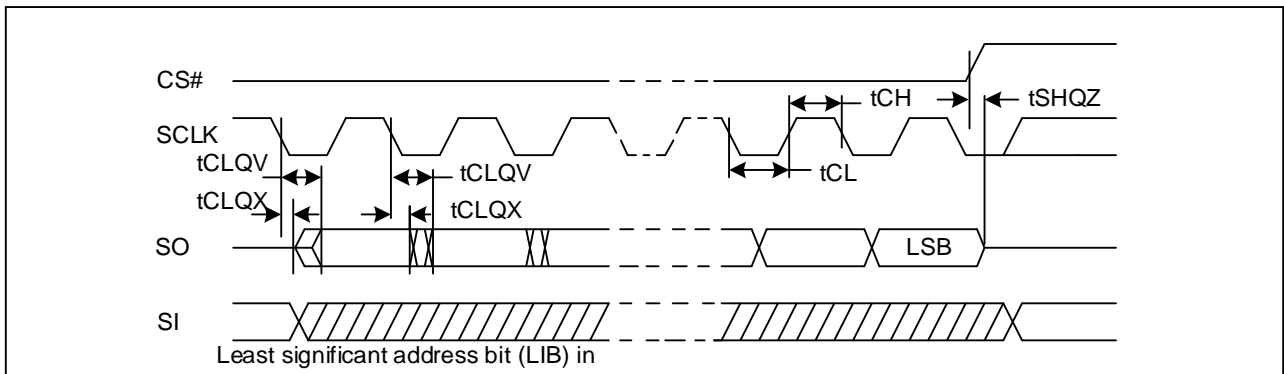 CS#
tCH
tSHQZ
SCLK
tCLQV
tCLQV
tCL
tCLQX
tCLQX
SO
LSB
SI
Least significant address bit (LIB) in